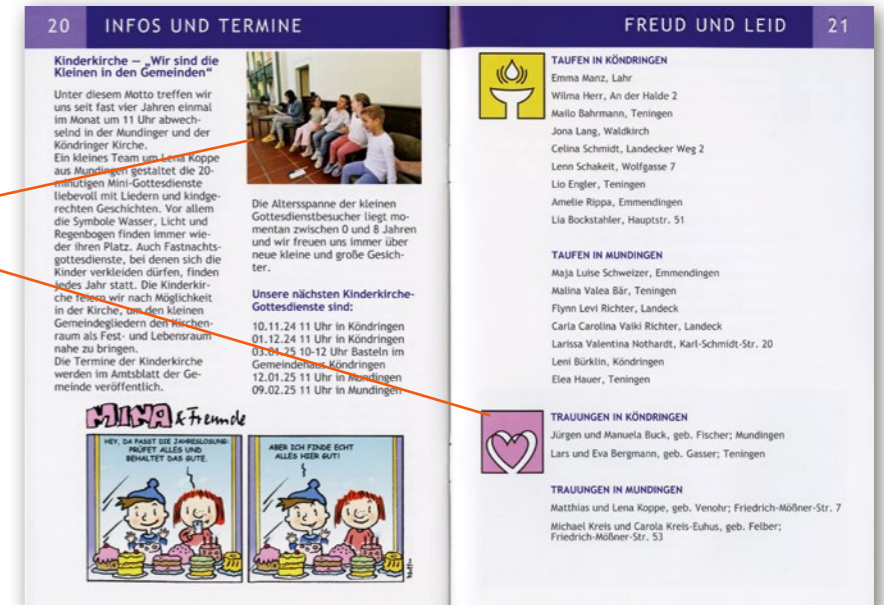 20 INFOS UND TERMINE
Kinderkirche — „Wir sind die
Kleinen in den Gemeinden“
Unter diesem Motto treffen wir
uns seit fast vier Jahren einmal
im Monat um 11 Uhr abwech-
selnd in der Mundinger und der
Köndringer Kirche.
Ein kleines Team um Lena Koppe
aus Mundingen gestaltet die 20-
minütigen Mini-Gottesdienste
liebevoll mit Liedern und kindge-
rechten Geschichten. Vor allem
die Symbole Wasser, Licht und
Regenbogen finden immer wie-
der ihren Platz. Auch Fastnachts-
gottesdienste, bei denen sich die
Kinder verkleiden dürfen, finden
jedes Jahr statt. Die Kinderkir-
che feiern wir nach Möglichkeit
in der Kirche, um den kleinen
Gemeindegliedern den Kirchen-
raum als Fest- und Lebensraum
nahe zu bringen.
Die Termine der Kinderkirche
werden im Amtsblatt der Ge-
meinde veröffentlich.
Die Altersspanne der kleinen
Gottesdienstbesucher liegt mo-
mentan zwischen 0 und 8 Jahren
und wir freuen uns immer über
neue kleine und große Gesich-
ter.
Unsere nächsten Kinderkirche-
Gottesdienste sind:
10.11.24 11 Uhr in Köndringen
01.12.24 11 Uhr in Köndringen
03.01.25 10-12 Uhr Basteln im
Gemeindehaus Köndringen
12.01.25 11 Uhr in Mundingen
09.02.25 11 Uhr in Mundingen
MINA & Freunde
HEY, DA PASST DIE JAHRESLOSUNG:
PRÜFET ALLES UND
BEHALTET DAS GUTE.
ABER ICH FINDE ECHT
ALLES HIER GUT!
FREUD UND LEID 21
TAUFEN IN KÖNDRINGEN
Emma Manz, Lahr
Wilma Herr, An der Halde 2
Mailo Bahrmann, Teningen
Jona Lang, Waldkirch
Celina Schmidt, Landecker Weg 2
Lenn Schakeit, Wolfgasse 7
Lio Engler, Teningen
Amelie Rippa, Emmendingen
Lia Bockstahler, Hauptstr. 51
TAUFEN IN MUNDINGEN
Maja Luise Schweizer, Emmendingen
Malina Valea Bär, Teningen
Flynn Levi Richter, Landeck
Carla Carolina Vaiki Richter, Landeck
Larissa Valentina Nothardt, Karl-Schmidt-Str. 20
Leni Bürklin, Köndringen
Elea Hauer, Teningen
TRAUUNGEN IN KÖNDRINGEN
Jürgen und Manuela Buck, geb. Fischer; Mundingen
Lars und Eva Bergmann, geb. Gasser; Teningen
TRAUUNGEN IN MUNDINGEN
Matthias und Lena Koppe, geb. Venohr; Friedrich-Mößner-Str. 7
Michael Kreis und Carola Kreis-Euhus, geb. Felber;
Friedrich-Mößner-Str. 53